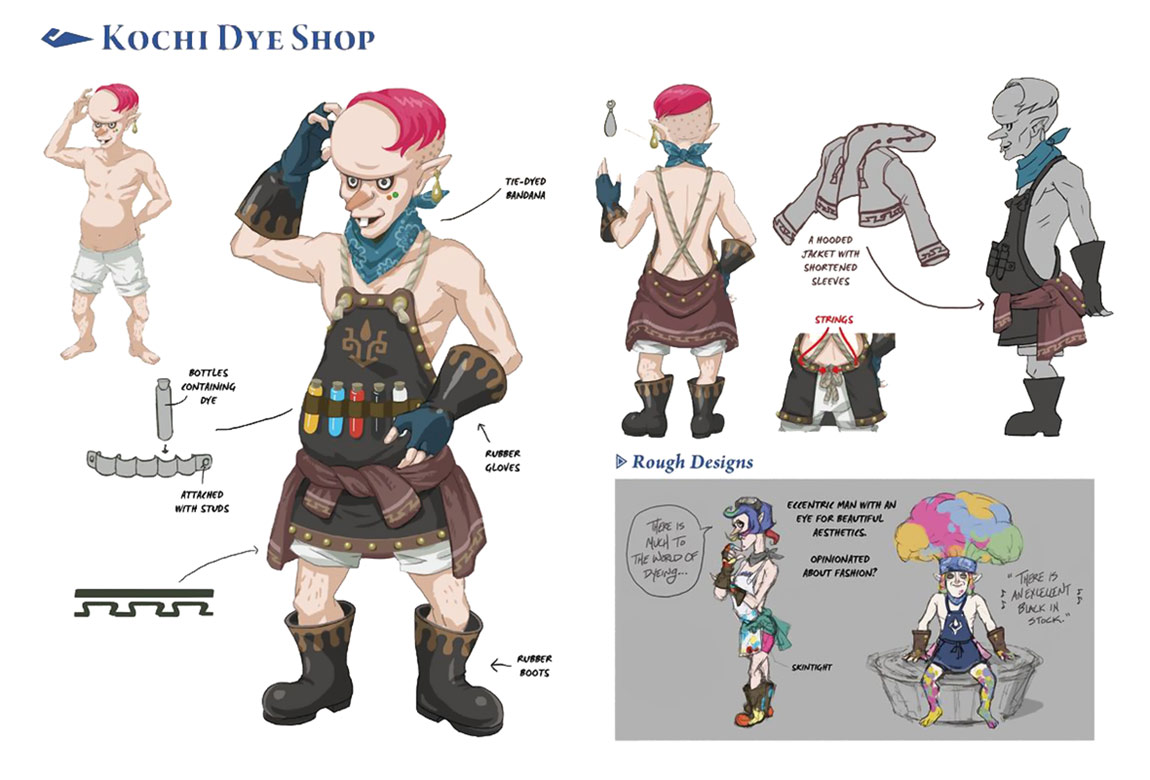 KOCHI DYE SHOP
TIE-DYED
BANDANA
BOTTLES
CONTAINING
DYE
ATTACHED
WITH STUDS
RUBBER
GLOVES
RUBBER
BOOTS
A HOODED
JACKET WITH
SHORTENED
SLEEVES
STRINGS
Rough Designs
THERE IS
MUCH TO
THE WORLD OF
DYEING...
ECCENTRIC MAN WITH AN
EYE FOR BEAUTIFUL
AESTHETICS.
OPINIONATED
ABOUT FASHION?
SKINTIGHT
"THERE IS
AN EXCELLENT
BLACK IN
STOCK."